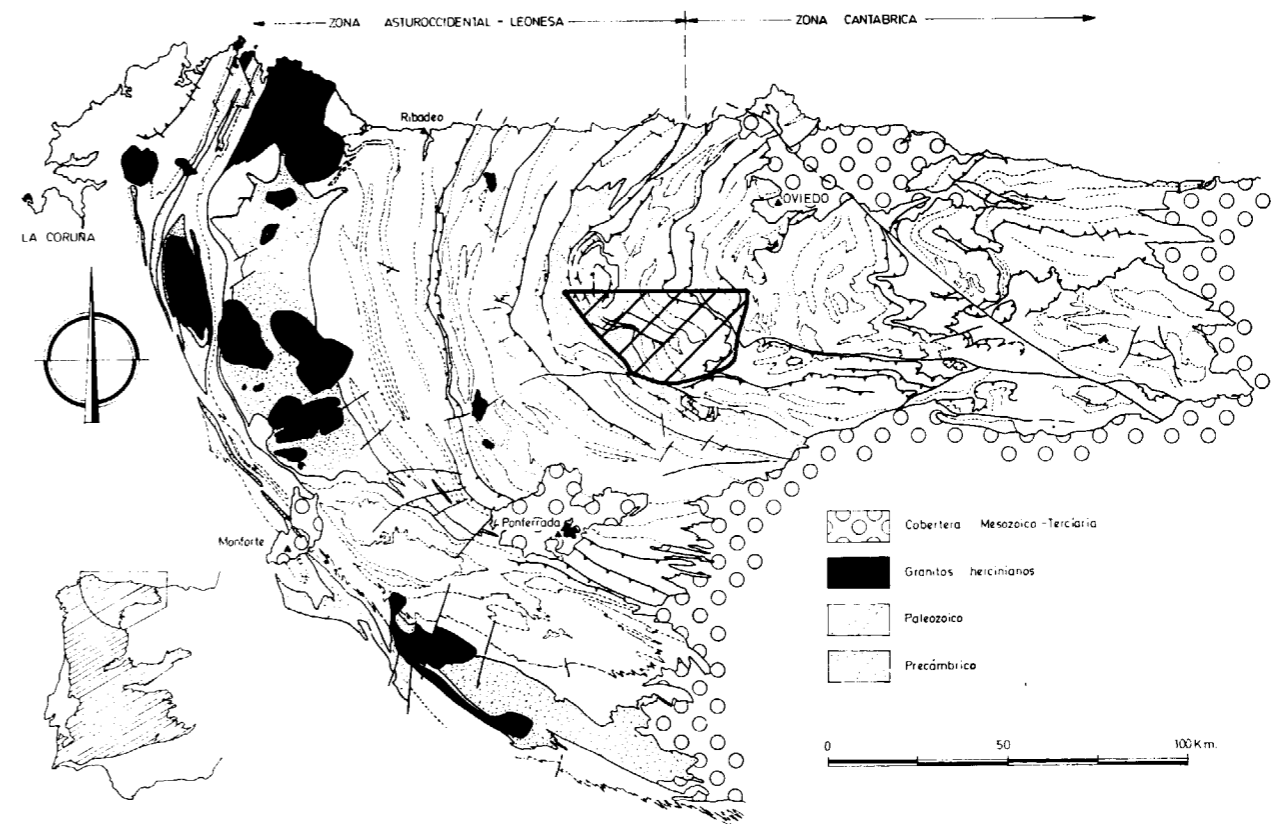 ZONA ASTUROCCIDENTAL - LEONESA
ZONA CANTABRICA
Ribadeo
OVIEDO
LA CORUÑA
Ponferrada
Monforte
Cobertera Mesozoico-Terciaria
Granitos hercinianos
Paleozoico
Precámbrico
0 50 100 Km.